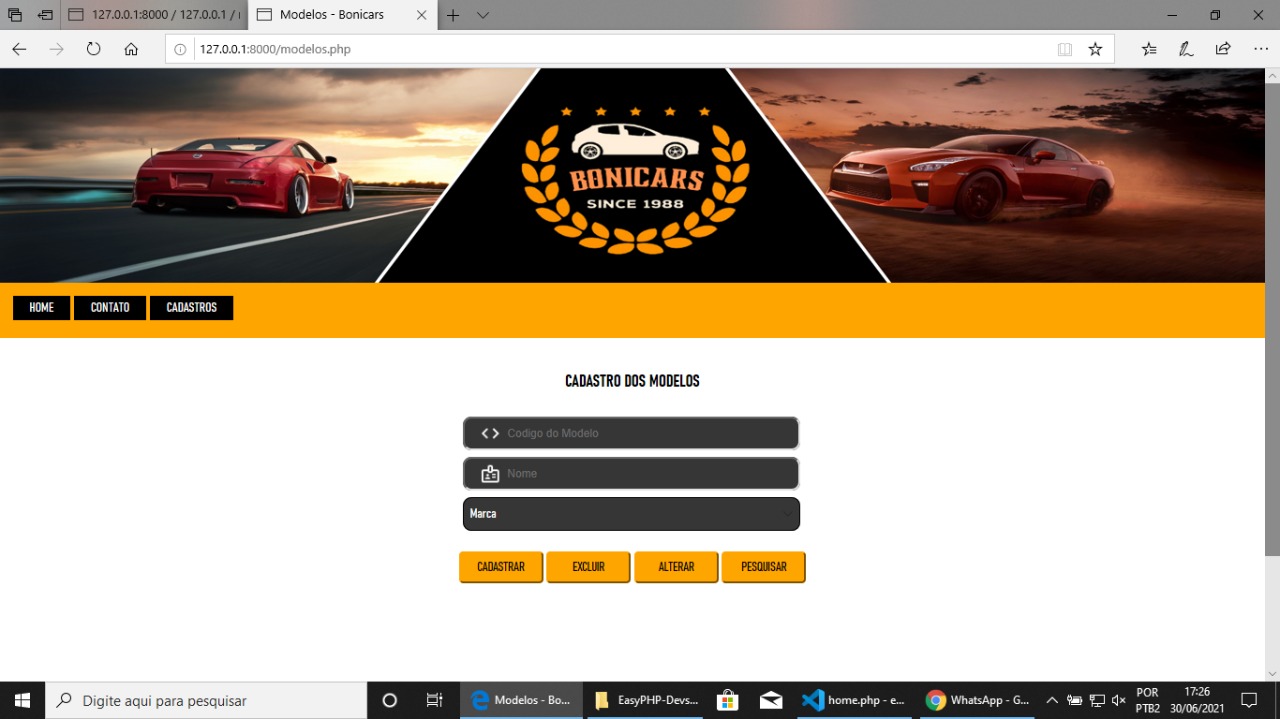 127.0.0.1:8000 / 127.0.0.1 / 
Modelos - Bonicars
127.0.0.1:8000/modelos.php
BONICARS
SINCE 1988
HOME
CONTATO
CADASTROS
CADASTRO DOS MODELOS
Codigo do Modelo
Nome
Marca
CADASTRAR
EXCLUIR
ALTERAR
PESQUISAR
Digite aqui para pesquisar
Modelos - Bo...
EasyPHP-Devs...
home.php - e...
WhatsApp - G...
POR
PTB2
17:26
30/06/2021